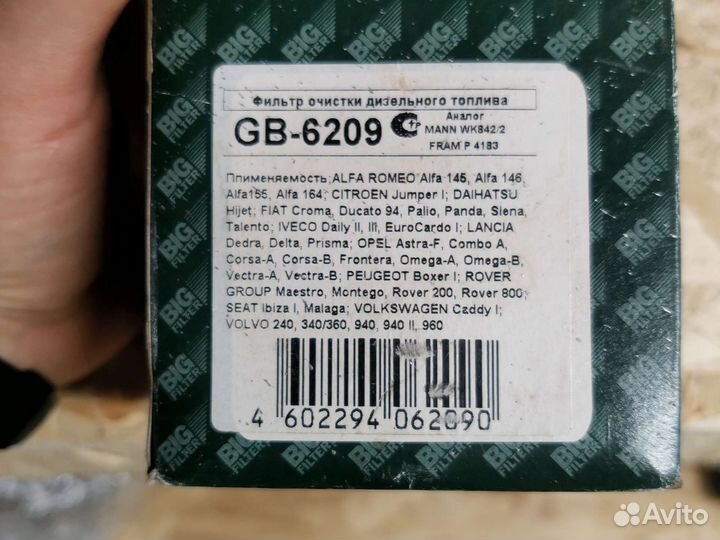 Фильтр очистки дизельного топлива
GB-6209
Аналог
MANN WK842/2
FRAM P 4183
Применяемость: ALFA ROMEO Alfa 145, Alfa 146,
Alfa155, Alfa 164; CITROEN Jumper I; DAIHATSU
Hijet; FIAT Croma, Ducato 94, Palio, Panda, Siena,
Talento; IVECO Daily II, III, EuroCardo I; LANCIA
Dedra, Delta, Prisma; OPEL Astra-F, Combo A,
Corsa-A, Corsa-B, Frontera, Omega-A, Omega-B,
Vectra-A, Vectra-B; PEUGEOT Boxer I; ROVER
GROUP Maestro, Montego, Rover 200, Rover 800;
SEAT Ibiza I, Malaga; VOLKSWAGEN Caddy I;
VOLVO 240, 340/360, 940, 940 II, 960
4 602294 062090
BIG FILTER
Avito